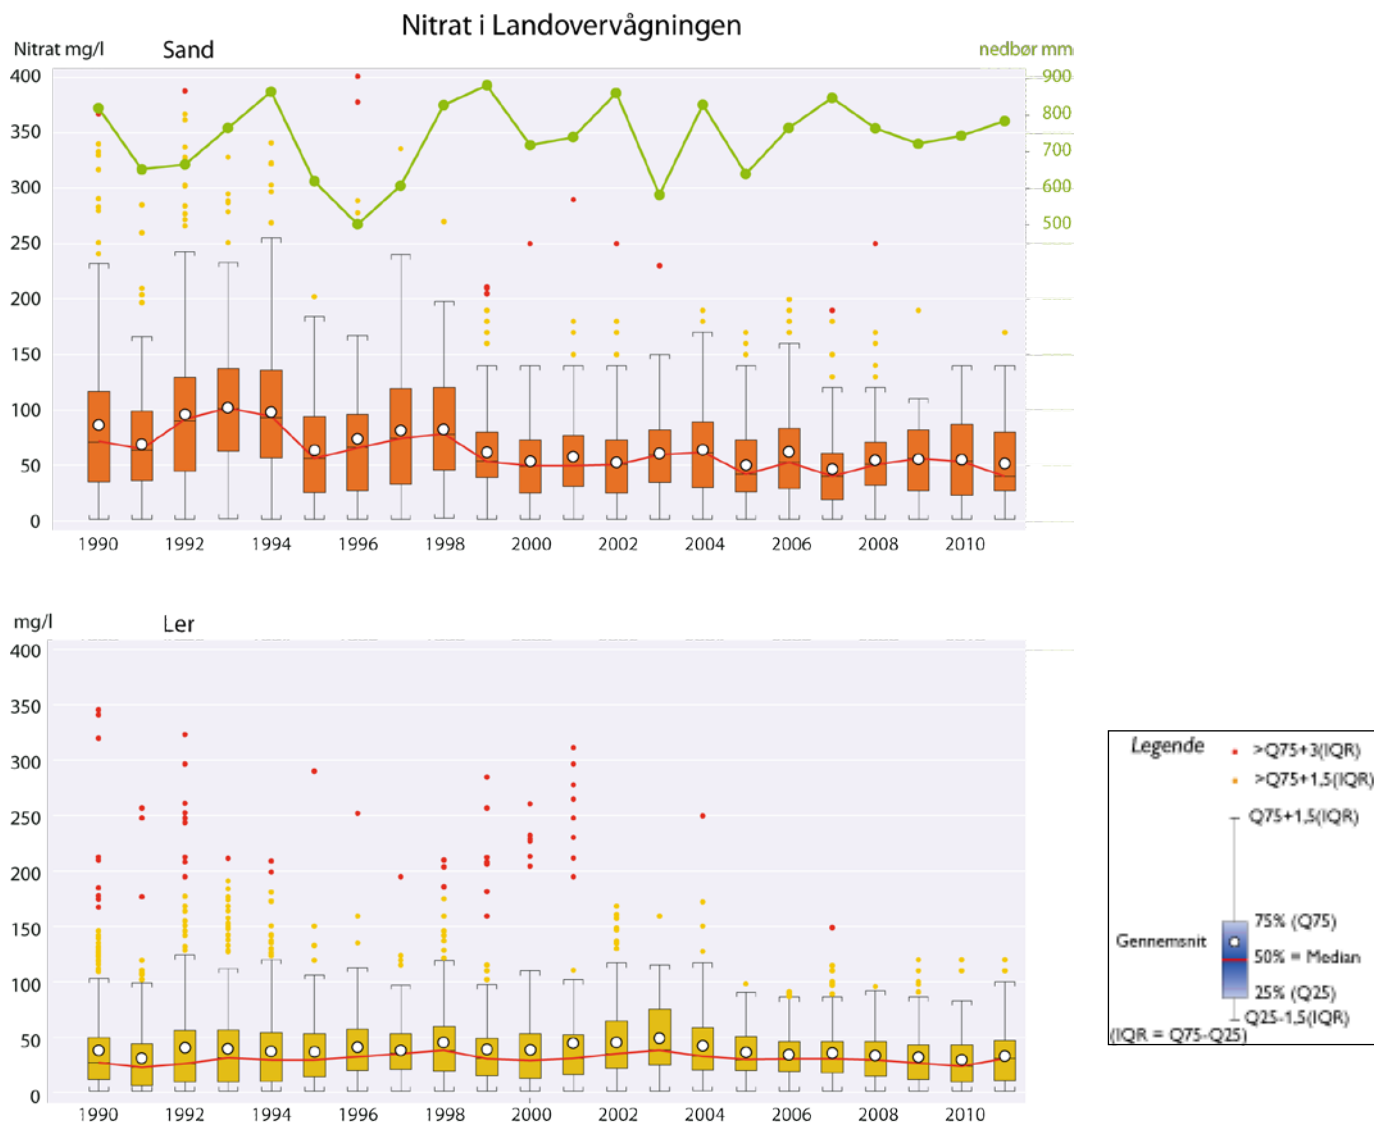 Nitrat i Landovervågningen
Nitrat mg/l
Sand
nedbør mm
400
350
300
250
200
150
100
50
0
900
800
700
600
500
1990 1992 1994 1996 1998 2000 2002 2004 2006 2008 2010
mg/l
Ler
400
350
300
250
200
150
100
50
0
1990 1992 1994 1996 1998 2000 2002 2004 2006 2008 2010
Legende
>Q75+3(IQR)
>Q75+1,5(IQR)
Q75+1,5(IQR)
75% (Q75)
Gennemsnit
50% = Median
25% (Q25)
Q25-1,5(IQR)
(IQR = Q75-Q25)